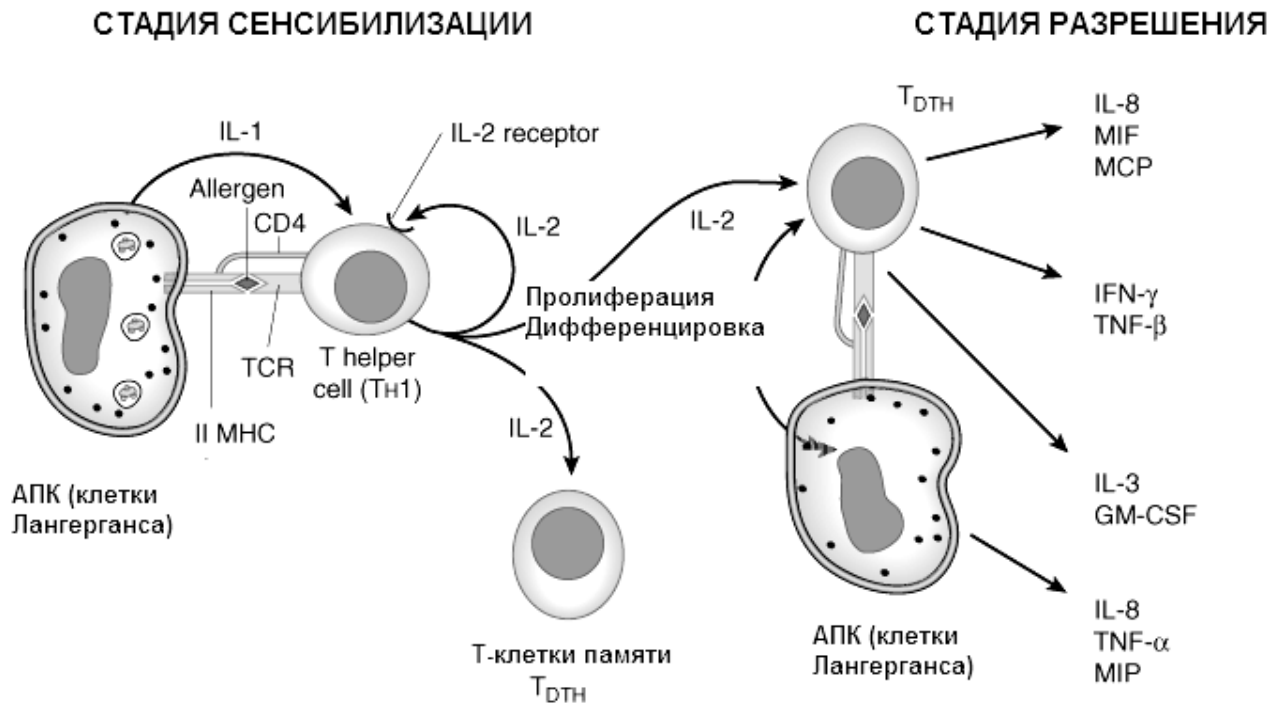 СТАДИЯ СЕНСИБИЛИЗАЦИИ
IL-1
IL-2 receptor
Allergen
CD4
IL-2
TCR
T helper
cell (TH1)
II MHC
АПК (клетки
Лангерганса)
Пролиферация
Дифференцировка
IL-2
IL-2
Т-клетки памяти
TDTH
СТАДИЯ РАЗРЕШЕНИЯ
TDTH
IL-8
MIF
MCP
IFN-γ
TNF-β
IL-3
GM-CSF
АПК (клетки
Лангерганса)
IL-8
TNF-α
MIP